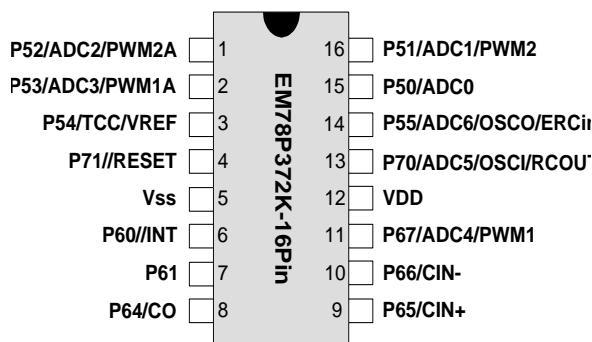 P52/ADC2/PWM2A 1 16 P51/ADC1/PWM2
P53/ADC3/PWM1A 2 15 P50/ADC0
P54/TCC/VREF 3 14 P55/ADC6/OSCO/ERCin
P71//RESET 4 13 P70/ADC5/OSCI/RCOUT
Vss 5 12 VDD
P60//INT 6 11 P67/ADC4/PWM1
P61 7 10 P66/CIN-
P64/CO 8 9 P65/CIN+
EM78P372K-16Pin